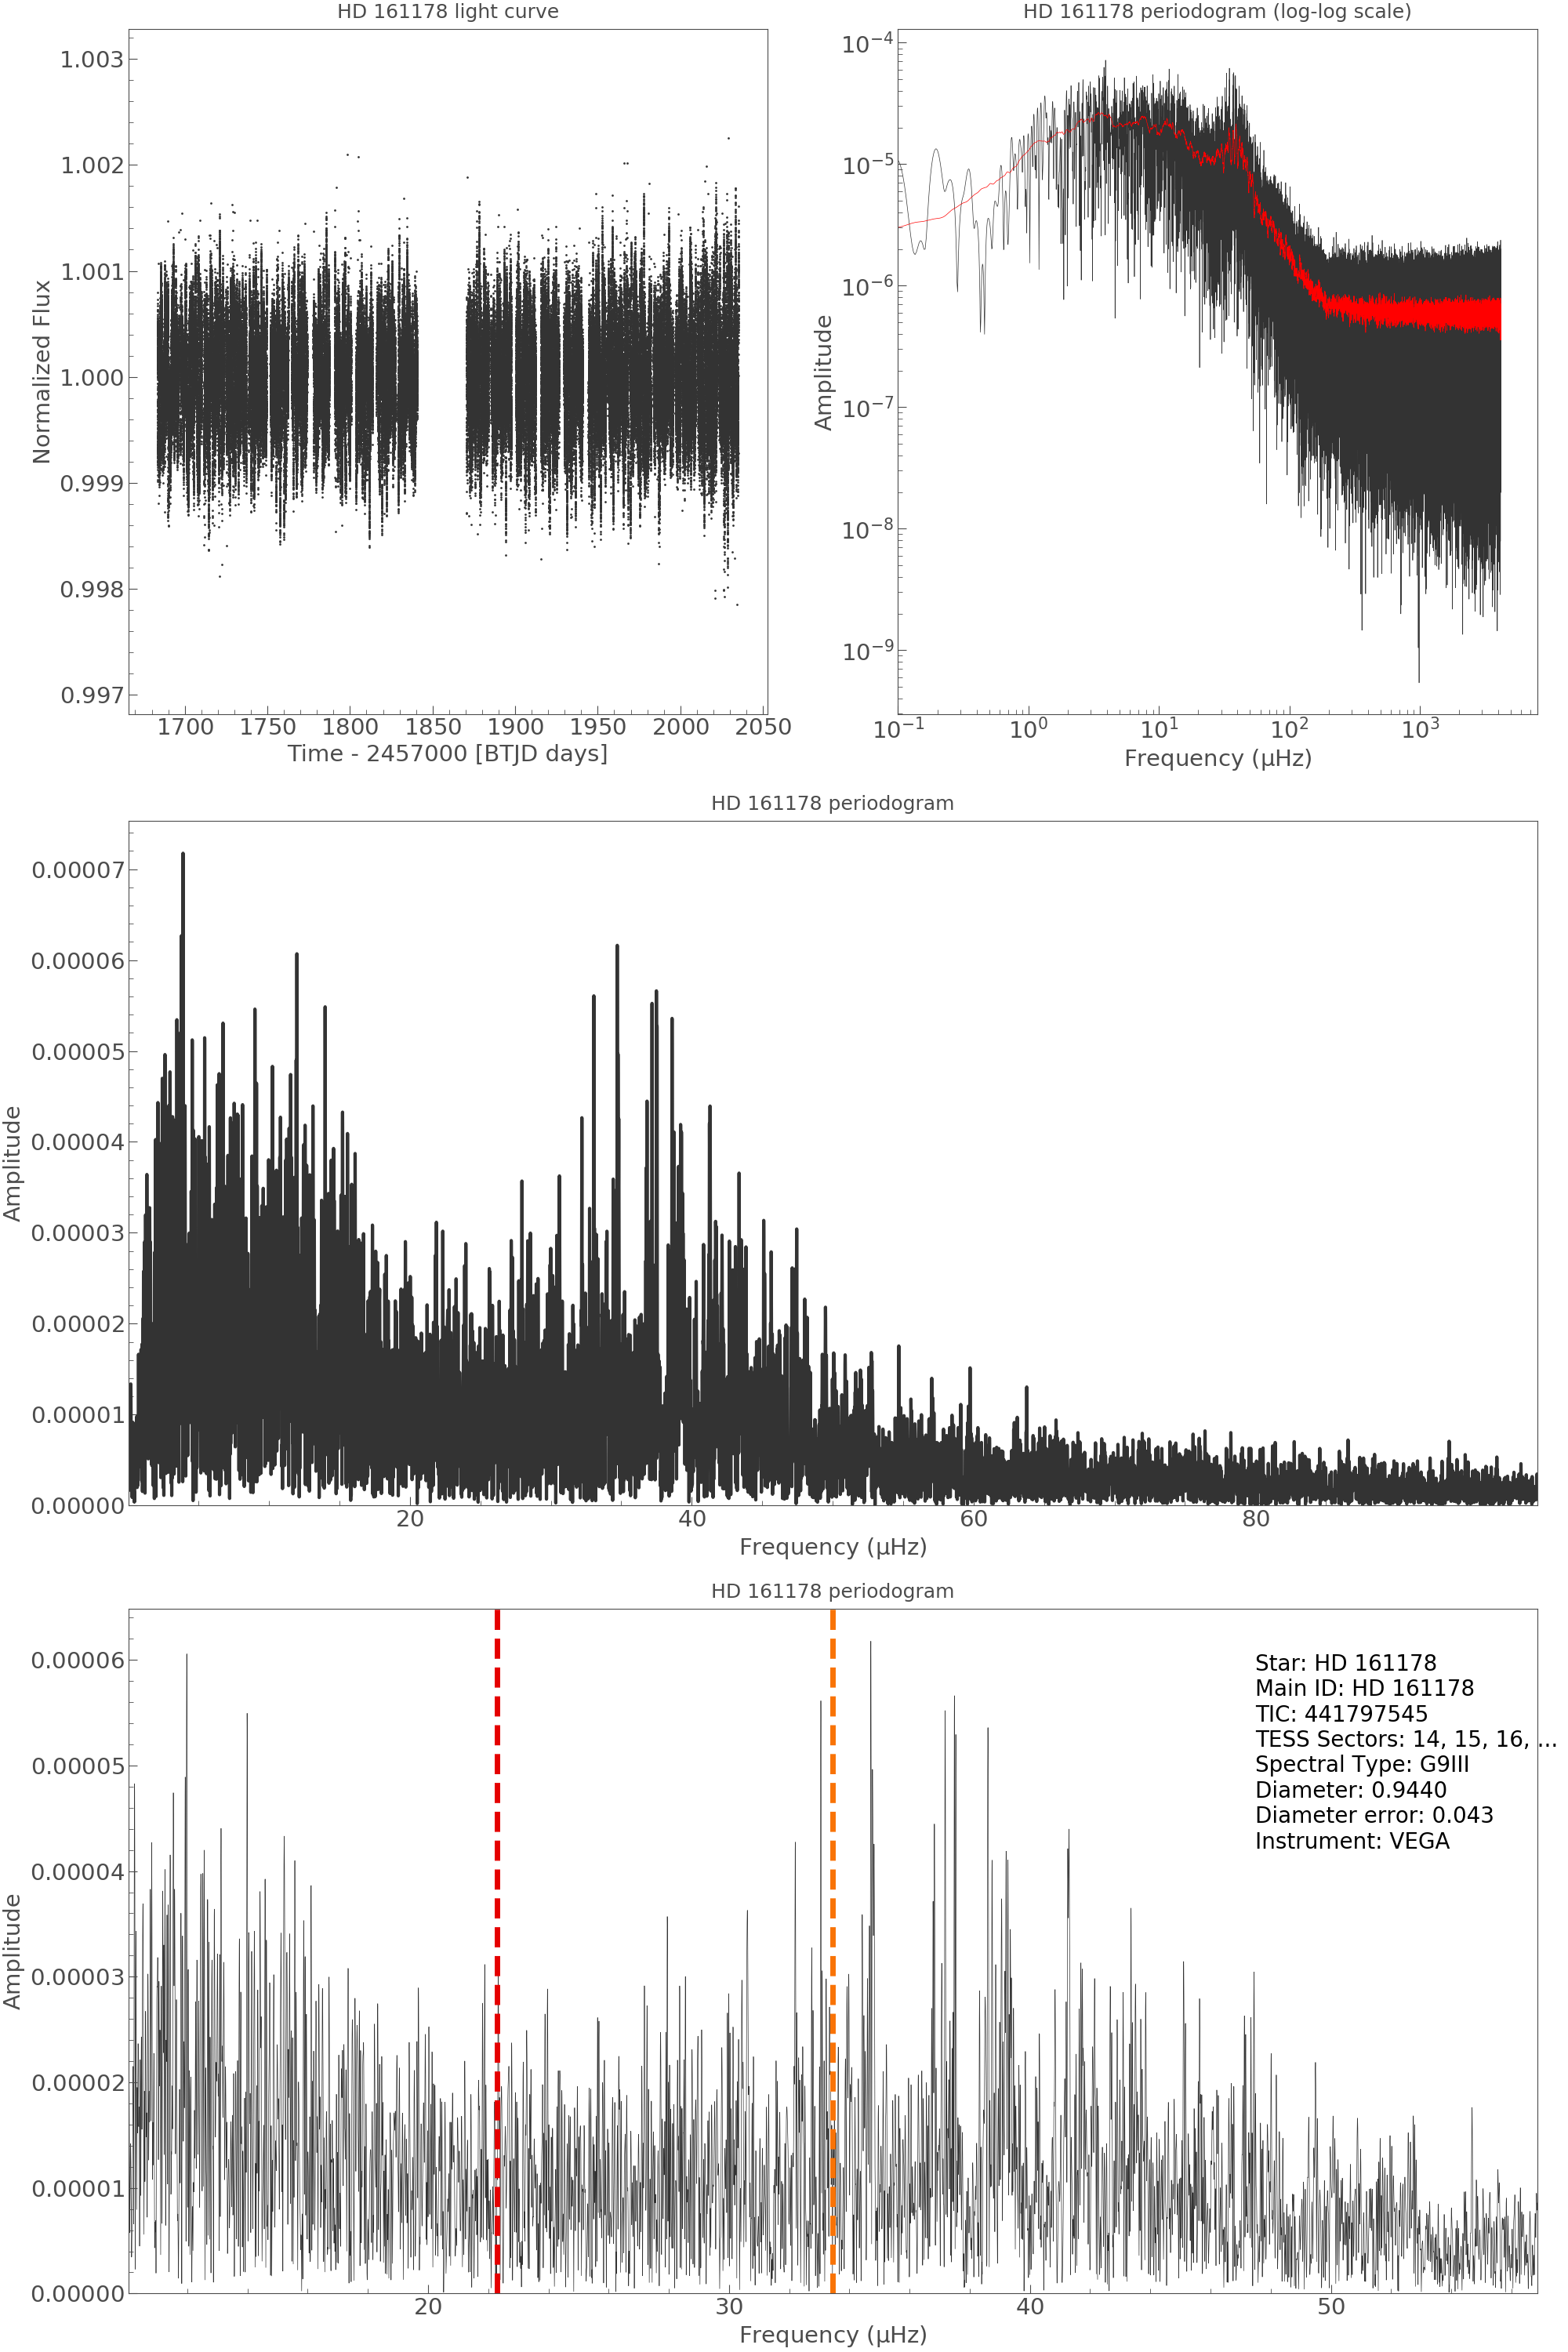 HD 161178 light curve
1.003
1.002
1.001
1.000
0.999
0.998
0.997
Normalized Flux
1700 1750 1800 1850 1900 1950 2000 2050
Time - 2457000 [BTJD days]
HD 161178 periodogram (log-log scale)
10⁻⁴
10⁻⁵
10⁻⁶
10⁻⁷
10⁻⁸
10⁻⁹
Amplitude
10⁻¹ 10⁰ 10¹ 10² 10³
Frequency (μHz)
HD 161178 periodogram
0.00007
0.00006
0.00005
0.00004
0.00003
0.00002
0.00001
0.00000
Amplitude
20 40 60 80
Frequency (μHz)
HD 161178 periodogram
0.00006
0.00005
0.00004
0.00003
0.00002
0.00001
0.00000
Amplitude
Star: HD 161178
Main ID: HD 161178
TIC: 441797545
TESS Sectors: 14, 15, 16, ...
Spectral Type: G9III
Diameter: 0.9440
Diameter error: 0.043
Instrument: VEGA
20 30 40 50
Frequency (μHz)